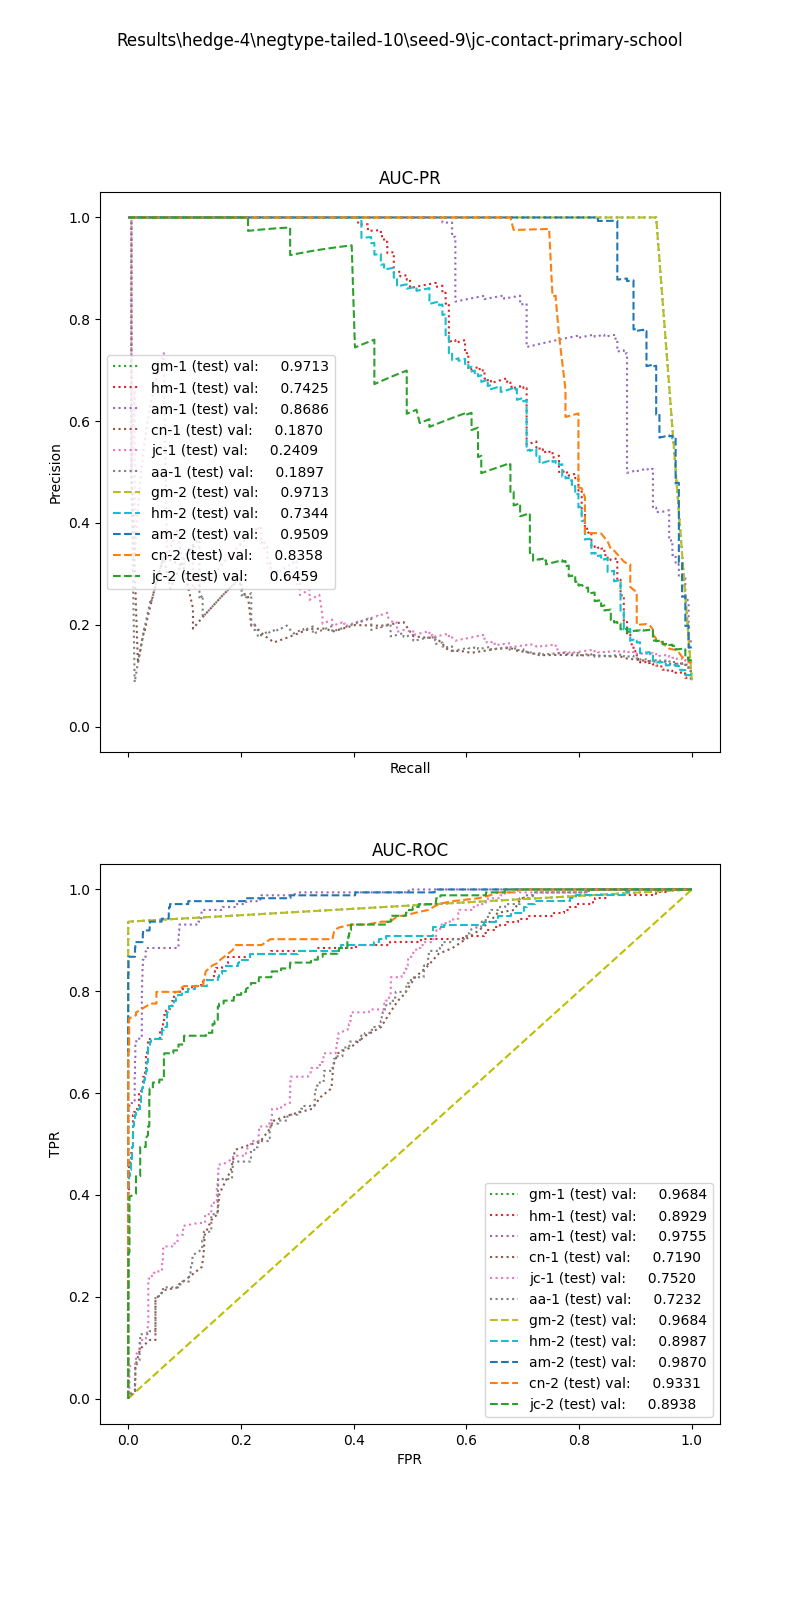 Results\hedge-4\negtype-tailed-10\seed-9\jc-contact-primary-school
AUC-PR
1.0
0.8
0.6
0.4
0.2
0.0
Precision
gm-1 (test) val: 0.9713
hm-1 (test) val: 0.7425
am-1 (test) val: 0.8686
cn-1 (test) val: 0.1870
jc-1 (test) val: 0.2409
aa-1 (test) val: 0.1897
gm-2 (test) val: 0.9713
hm-2 (test) val: 0.7344
am-2 (test) val: 0.9509
cn-2 (test) val: 0.8358
jc-2 (test) val: 0.6459
Recall
AUC-ROC
1.0
0.8
0.6
0.4
0.2
0.0
TPR
gm-1 (test) val: 0.9684
hm-1 (test) val: 0.8929
am-1 (test) val: 0.9755
cn-1 (test) val: 0.7190
jc-1 (test) val: 0.7520
aa-1 (test) val: 0.7232
gm-2 (test) val: 0.9684
hm-2 (test) val: 0.8987
am-2 (test) val: 0.9870
cn-2 (test) val: 0.9331
jc-2 (test) val: 0.8938
0.0 0.2 0.4 0.6 0.8 1.0
FPR